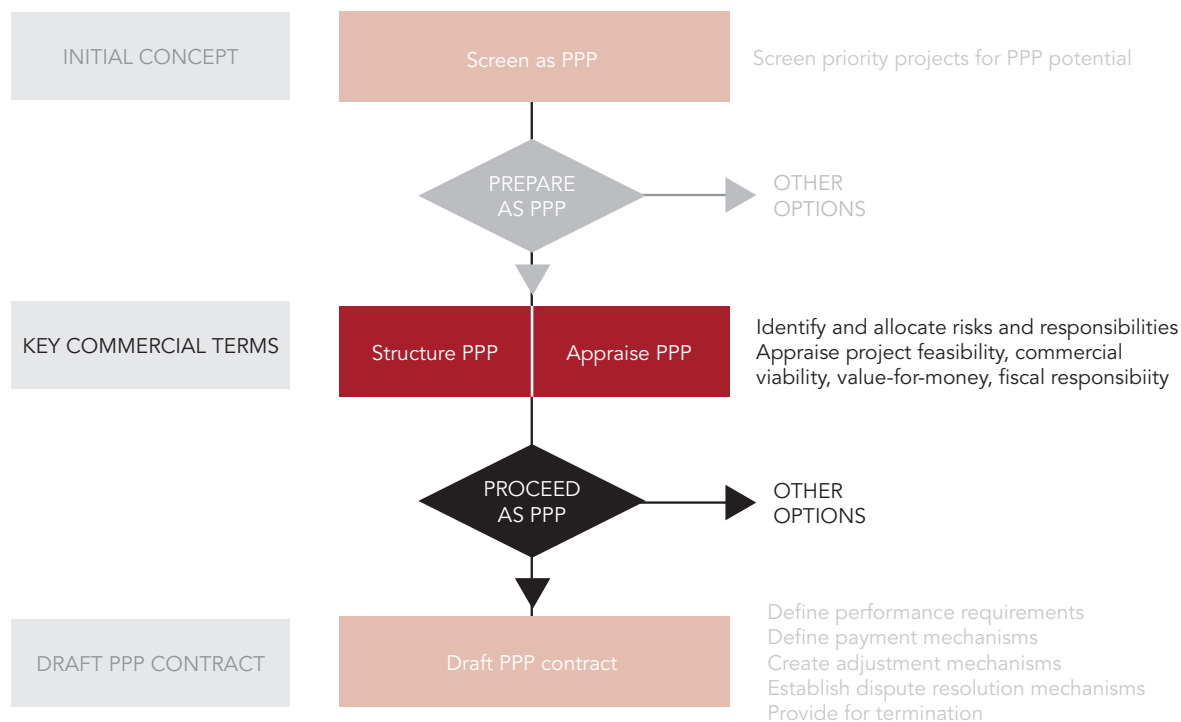 INITIAL CONCEPT
Screen as PPP
Screen priority projects for PPP potential
PREPARE
AS PPP
OTHER
OPTIONS
KEY COMMERCIAL TERMS
Structure PPP
Appraise PPP
Identify and allocate risks and responsibilities
Appraise project feasibility, commercial
viability, value-for-money, fiscal responsibiity
PROCEED
AS PPP
OTHER
OPTIONS
DRAFT PPP CONTRACT
Draft PPP contract
Define performance requirements
Define payment mechanisms
Create adjustment mechanisms
Establish dispute resolution mechanisms
Provide for termination